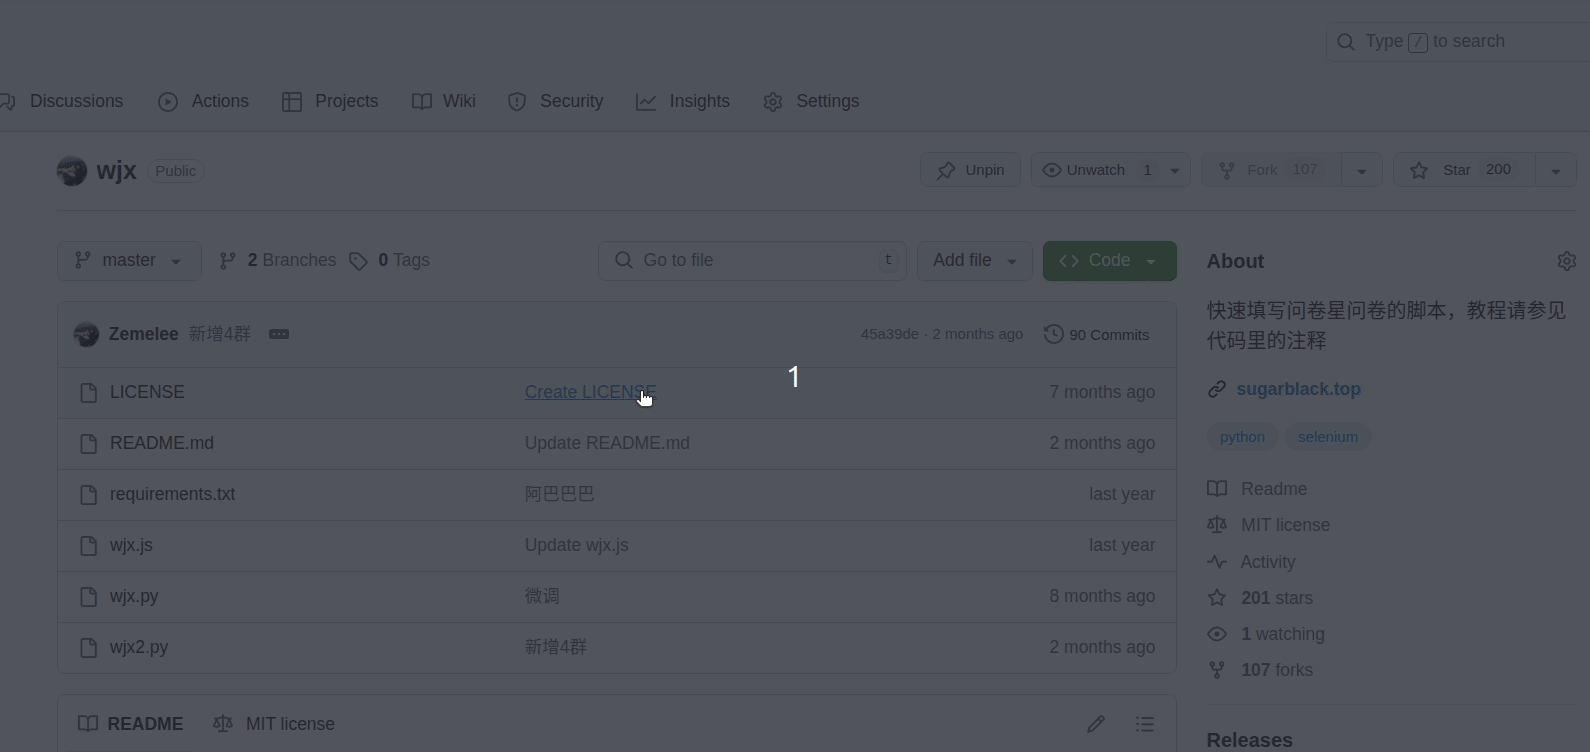 Type / to search
Discussions Actions Projects Wiki Security Insights Settings
wjx Public Unpin Unwatch 1 Fork 107 Star 200
master 2 Branches 0 Tags Go to file t Add file Code About
快速填写问卷星问卷的脚本，教程请参见
代码里的注释
Zemelee 新增4群 45a39de · 2 months ago 90 Commits
1
LICENSE Create LICENSE 7 months ago
sugarblack.top
README.md Update README.md 2 months ago
python selenium
requirements.txt 阿巴巴巴 last year
Readme
MIT license
wjx.js Update wjx.js last year
Activity
wjx.py 微调 8 months ago
201 stars
1 watching
wjx2.py 新增4群 2 months ago
107 forks
README MIT license
Releases